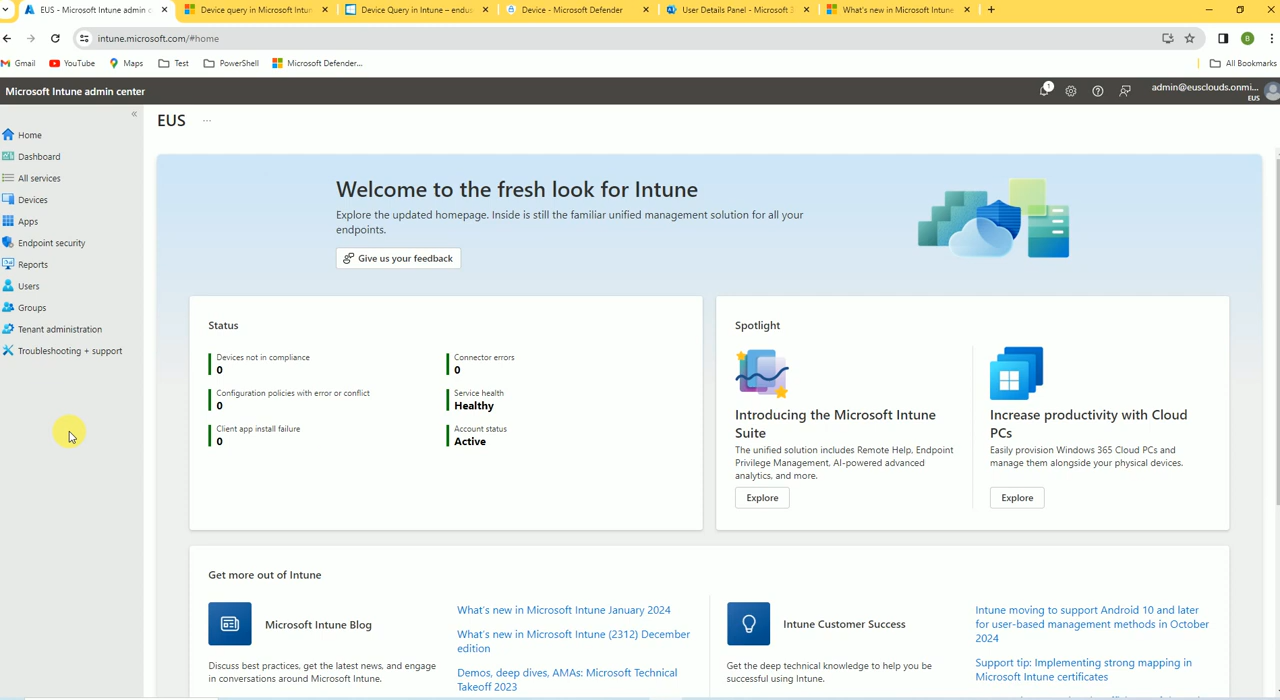 EUS - Microsoft Intune admin c
Device query in Microsoft Intun
Device Query in Intune – endus
Device - Microsoft Defender
User Details Panel - Microsoft 3
What's new in Microsoft Intune
intune.microsoft.com/#home
Gmail
YouTube
Maps
Test
PowerShell
Microsoft Defender...
All Bookmarks
B
Microsoft Intune admin center
1
admin@eusclouds.onmi...
EUS
Home
Dashboard
All services
Devices
Apps
Endpoint security
Reports
Users
Groups
Tenant administration
Troubleshooting + support
EUS ...
Welcome to the fresh look for Intune
Explore the updated homepage. Inside is still the familiar unified management solution for all your
endpoints.
Give us your feedback
Status
Devices not in compliance
0
Configuration policies with error or conflict
0
Client app install failure
0
Connector errors
0
Service health
Healthy
Account status
Active
Spotlight
Introducing the Microsoft Intune
Suite
The unified solution includes Remote Help, Endpoint
Privilege Management, AI-powered advanced
analytics, and more.
Explore
Increase productivity with Cloud
PCs
Easily provision Windows 365 Cloud PCs and
manage them alongside your physical devices.
Explore
Get more out of Intune
Microsoft Intune Blog
Discuss best practices, get the latest news, and engage
in conversations around Microsoft Intune.
What's new in Microsoft Intune January 2024
What's new in Microsoft Intune (2312) December
edition
Demos, deep dives, AMAs: Microsoft Technical
Takeoff 2023
Intune Customer Success
Get the deep technical knowledge to help you be
successful using Intune.
Intune moving to support Android 10 and later
for user-based management methods in October
2024
Support tip: Implementing strong mapping in
Microsoft Intune certificates